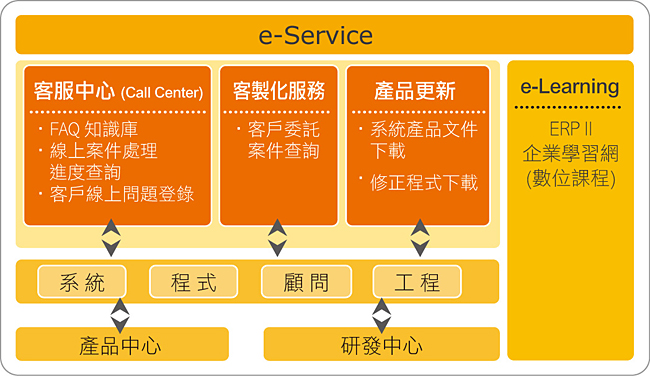 e-Service
客服中心 (Call Center)
・FAQ 知識庫
・線上案件處理
進度查詢
・客戶線上問題登錄
客製化服務
・客戶委託
案件查詢
產品更新
・系統產品文件
下載
・修正程式下載
e-Learning
ERP II
企業學習網
(數位課程)
系統
程式
顧問
工程
產品中心
研發中心